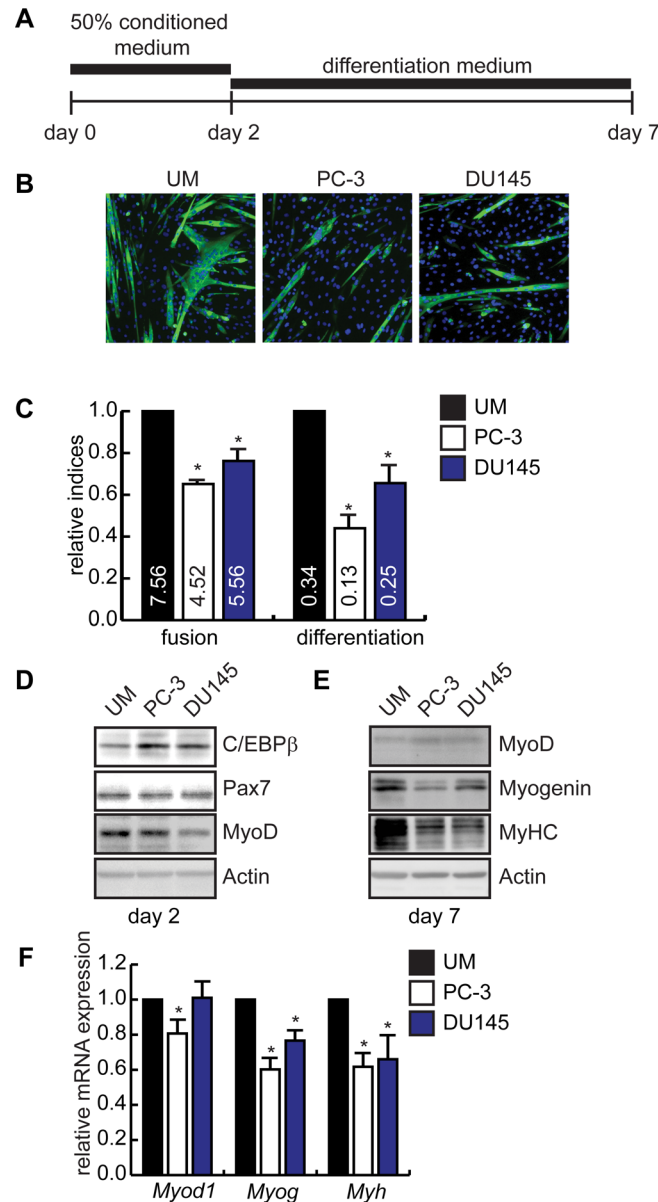 A
50% conditioned
medium
differentiation medium
day 0
day 2
day 7
B
UM
PC-3
DU145
C
relative indices
1.0
0.8
0.6
0.4
0.2
0.0
7.56
4.52
5.56
0.34
0.13
0.25
*
*
*
*
fusion
differentiation
UM
PC-3
DU145
D
UM
PC-3
DU145
C/EBPβ
Pax7
MyoD
Actin
day 2
E
UM
PC-3
DU145
MyoD
Myogenin
MyHC
Actin
day 7
F
relative mRNA expression
1.2
1.0
0.8
0.6
0.4
0.2
0.0
*
*
*
*
*
Myod1
Myog
Myh
UM
PC-3
DU145